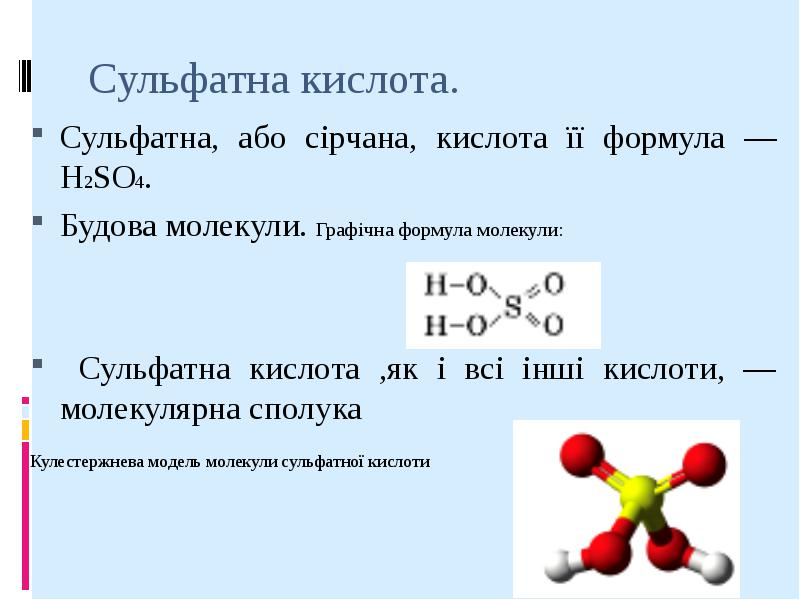 Сульфатна кислота.
Сульфатна, або сірчана, кислота її формула —
H₂SO₄.
Будова молекули. Графічна формула молекули:
H–O O
S
H–O O
Сульфатна кислота ,як і всі інші кислоти, —
молекулярна сполука
Кулестержнева модель молекули сульфатної кислоти